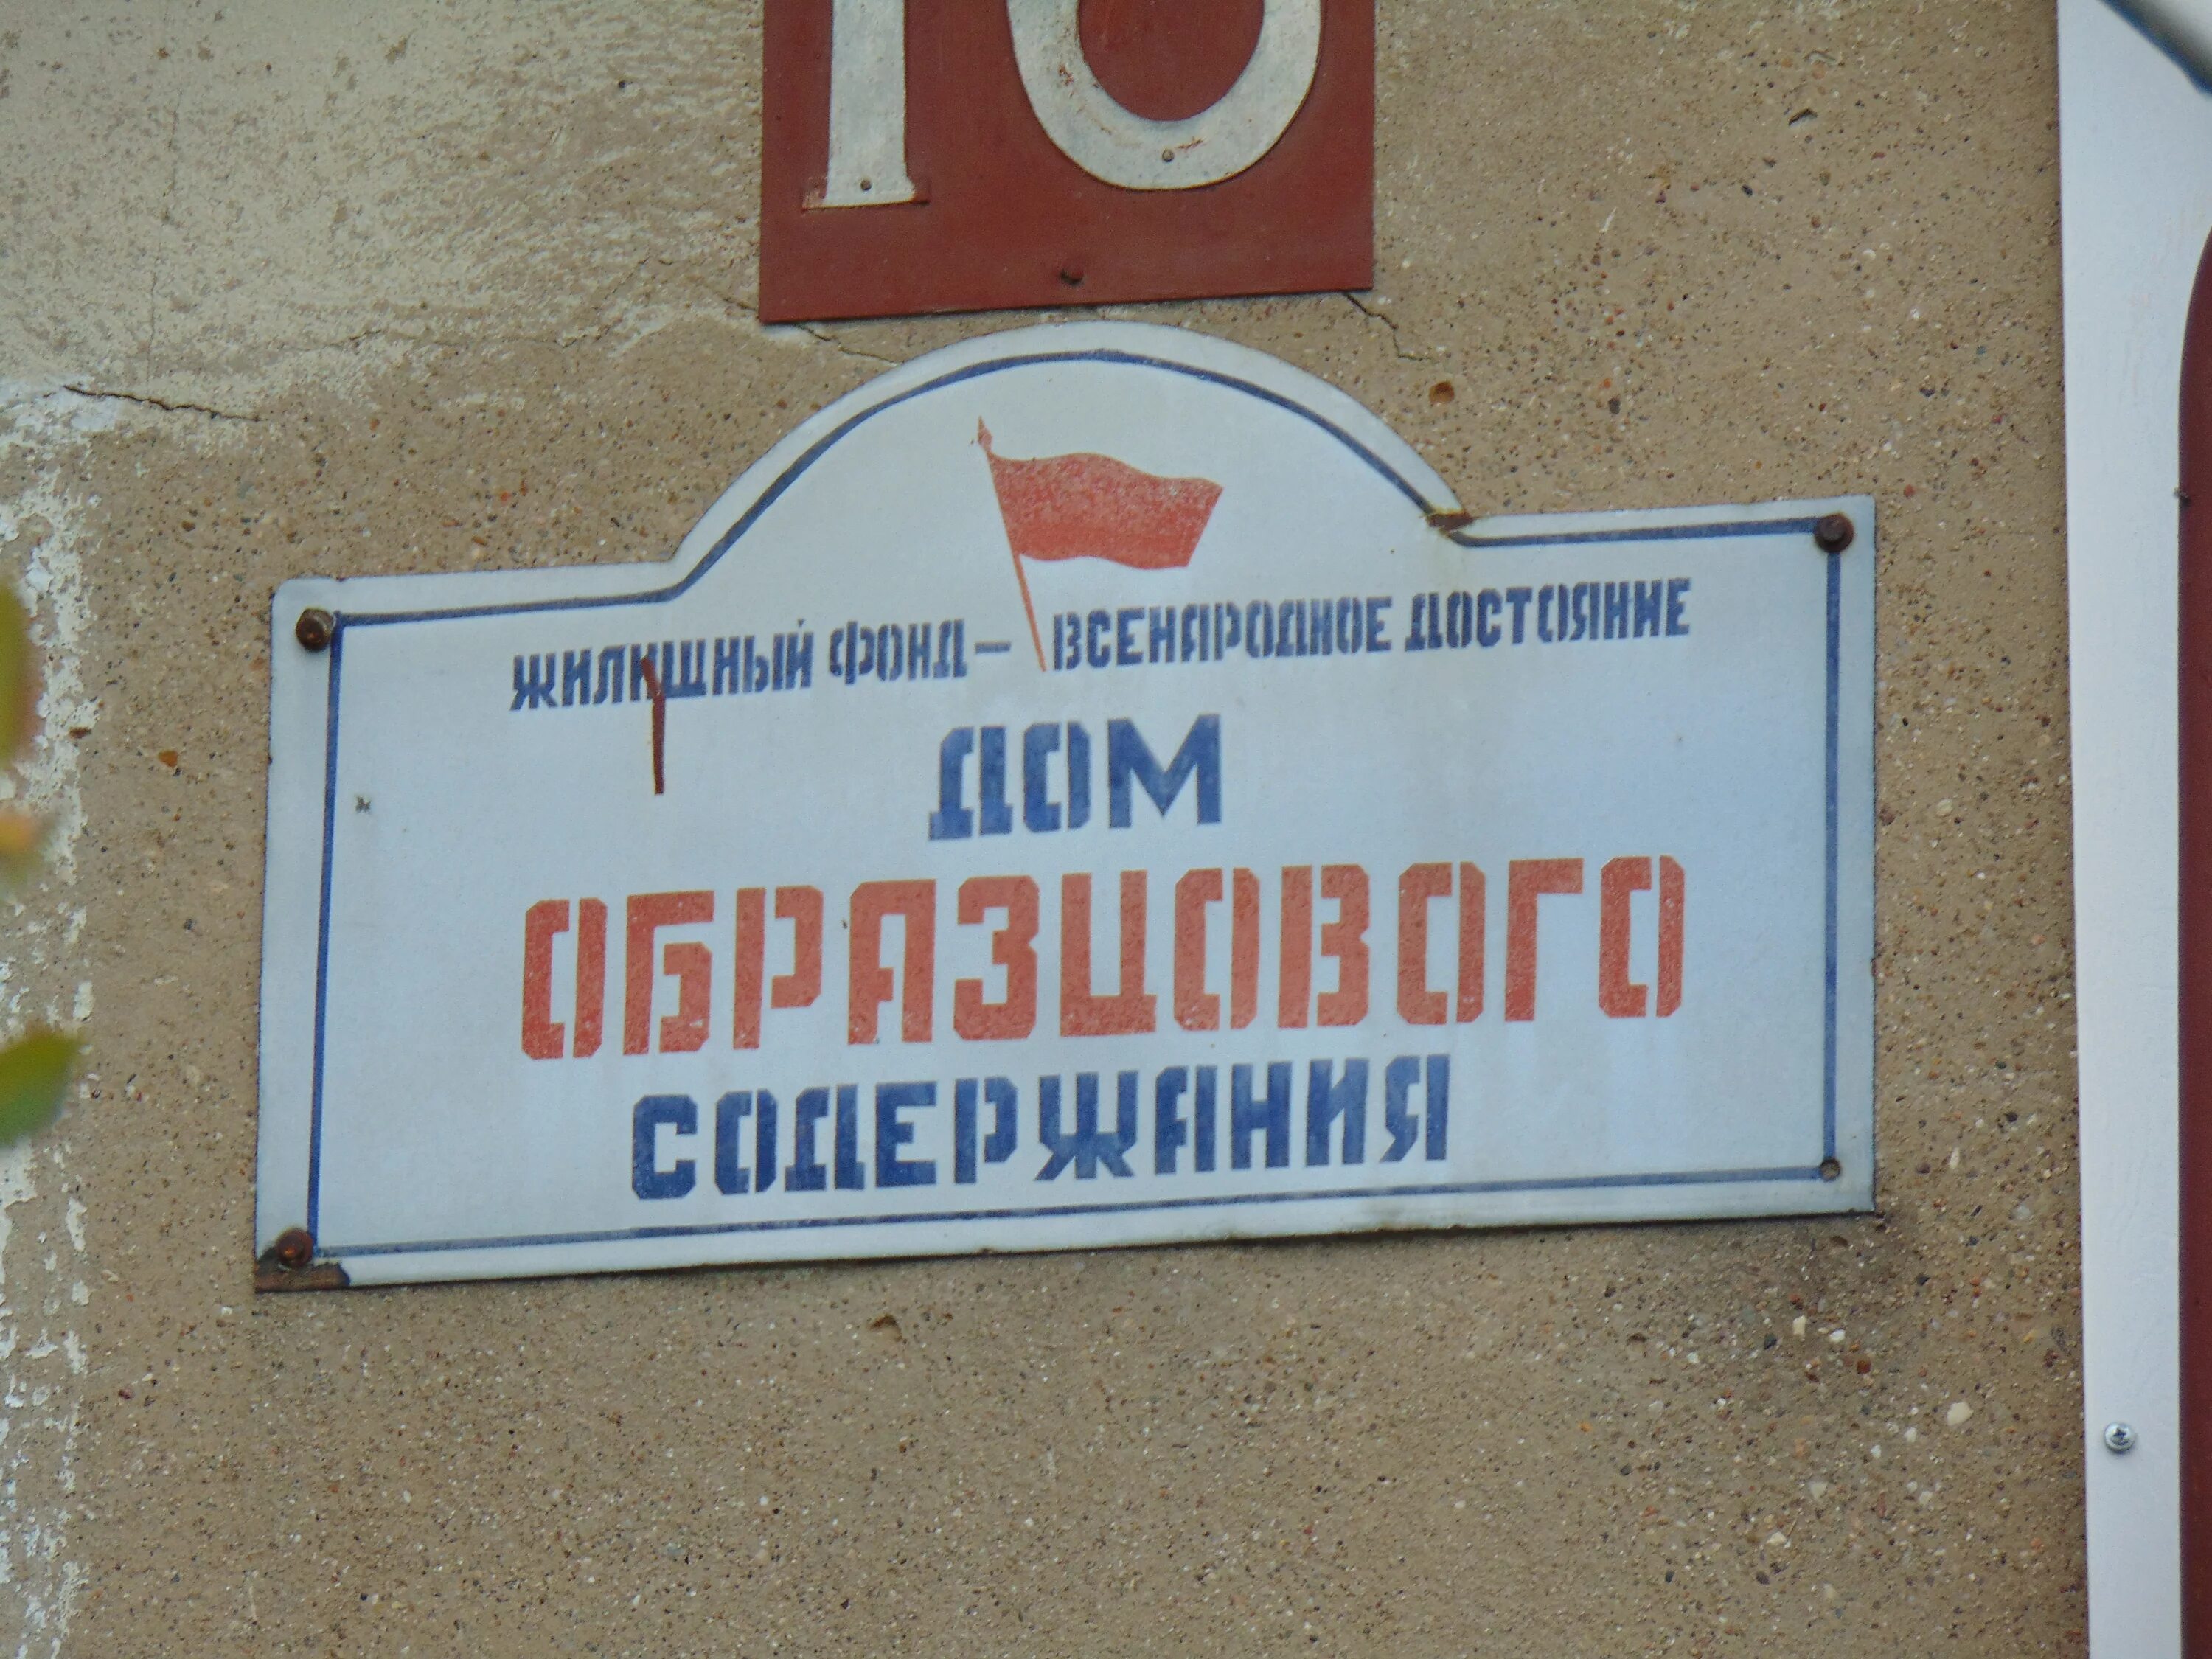 ЖИЛИЩНЫЙ ФОНД — ВСЕНАРОДНОЕ ДОСТОЯНИЕ
ДОМ
ОБРАЗЦОВОГО
СОДЕРЖАНИЯ